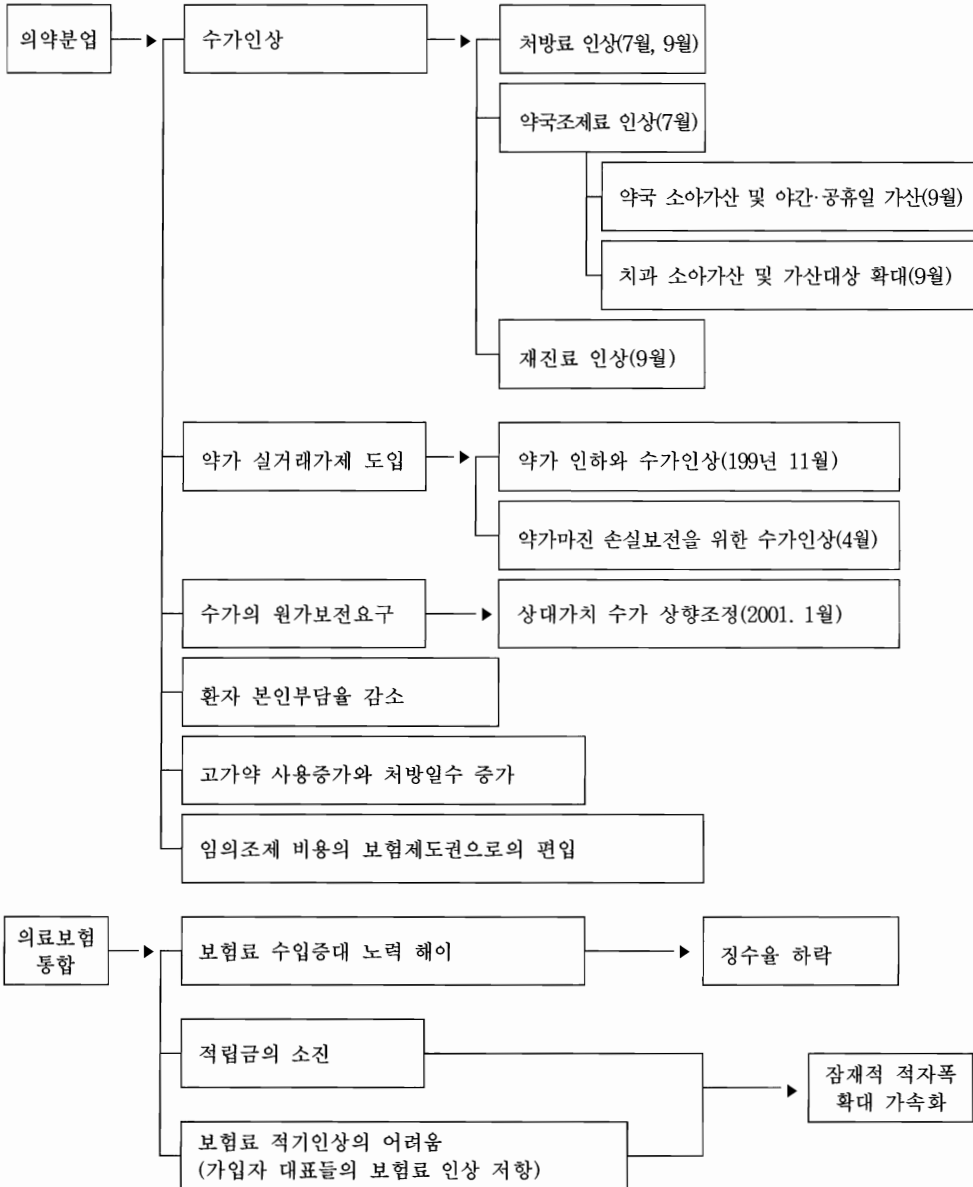 의약분업
수가인상
처방료 인상(7월, 9월)
약국조제료 인상(7월)
약국 소아가산 및 야간·공휴일 가산(9월)
치과 소아가산 및 가산대상 확대(9월)
재진료 인상(9월)
약가 실거래가제 도입
약가 인하와 수가인상(199년 11월)
약가마진 손실보전을 위한 수가인상(4월)
수가의 원가보전요구
상대가치 수가 상향조정(2001. 1월)
환자 본인부담율 감소
고가약 사용증가와 처방일수 증가
임의조제 비용의 보험제도권으로의 편입
의료보험
통합
보험료 수입증대 노력 해이
징수율 하락
적립금의 소진
잠재적 적자폭
확대 가속화
보험료 적기인상의 어려움
(가입자 대표들의 보험료 인상 저항)